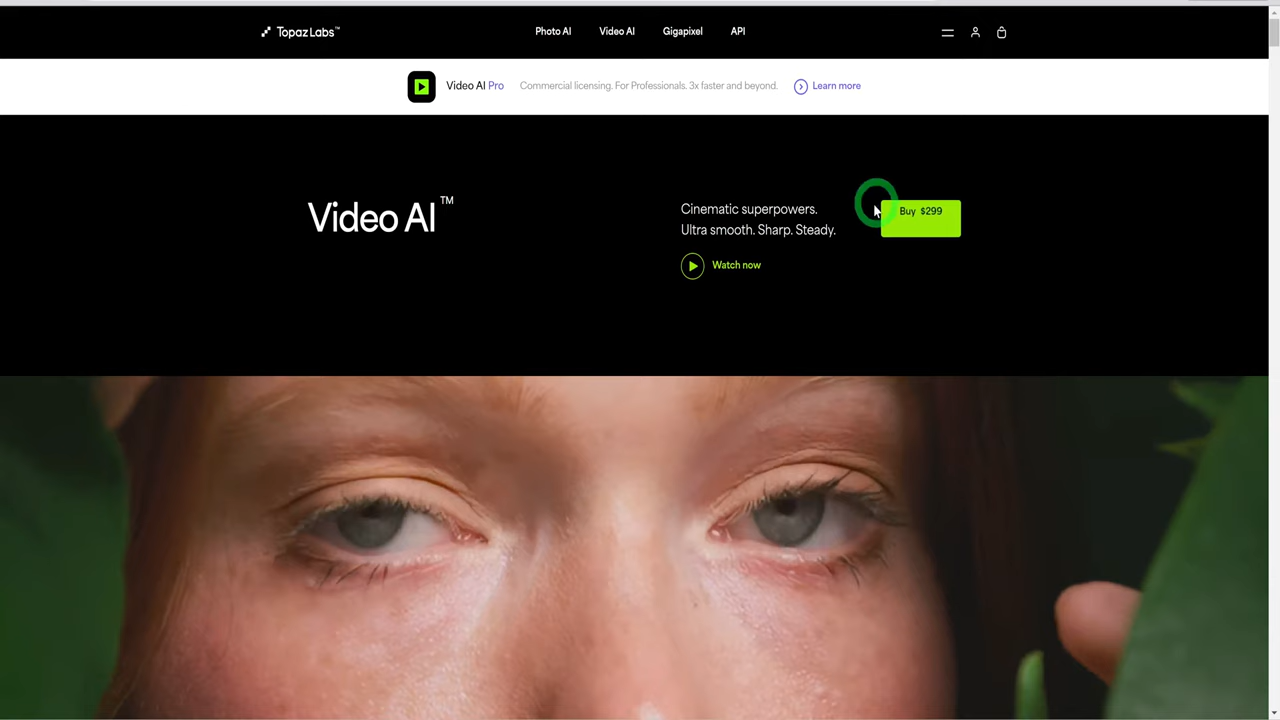 Topaz Labs™
Photo AI Video AI Gigapixel API
Video AI Pro Commercial licensing. For Professionals. 3x faster and beyond. Learn more
Video AI™
Cinematic superpowers.
Ultra smooth. Sharp. Steady.
Buy $299
Watch now